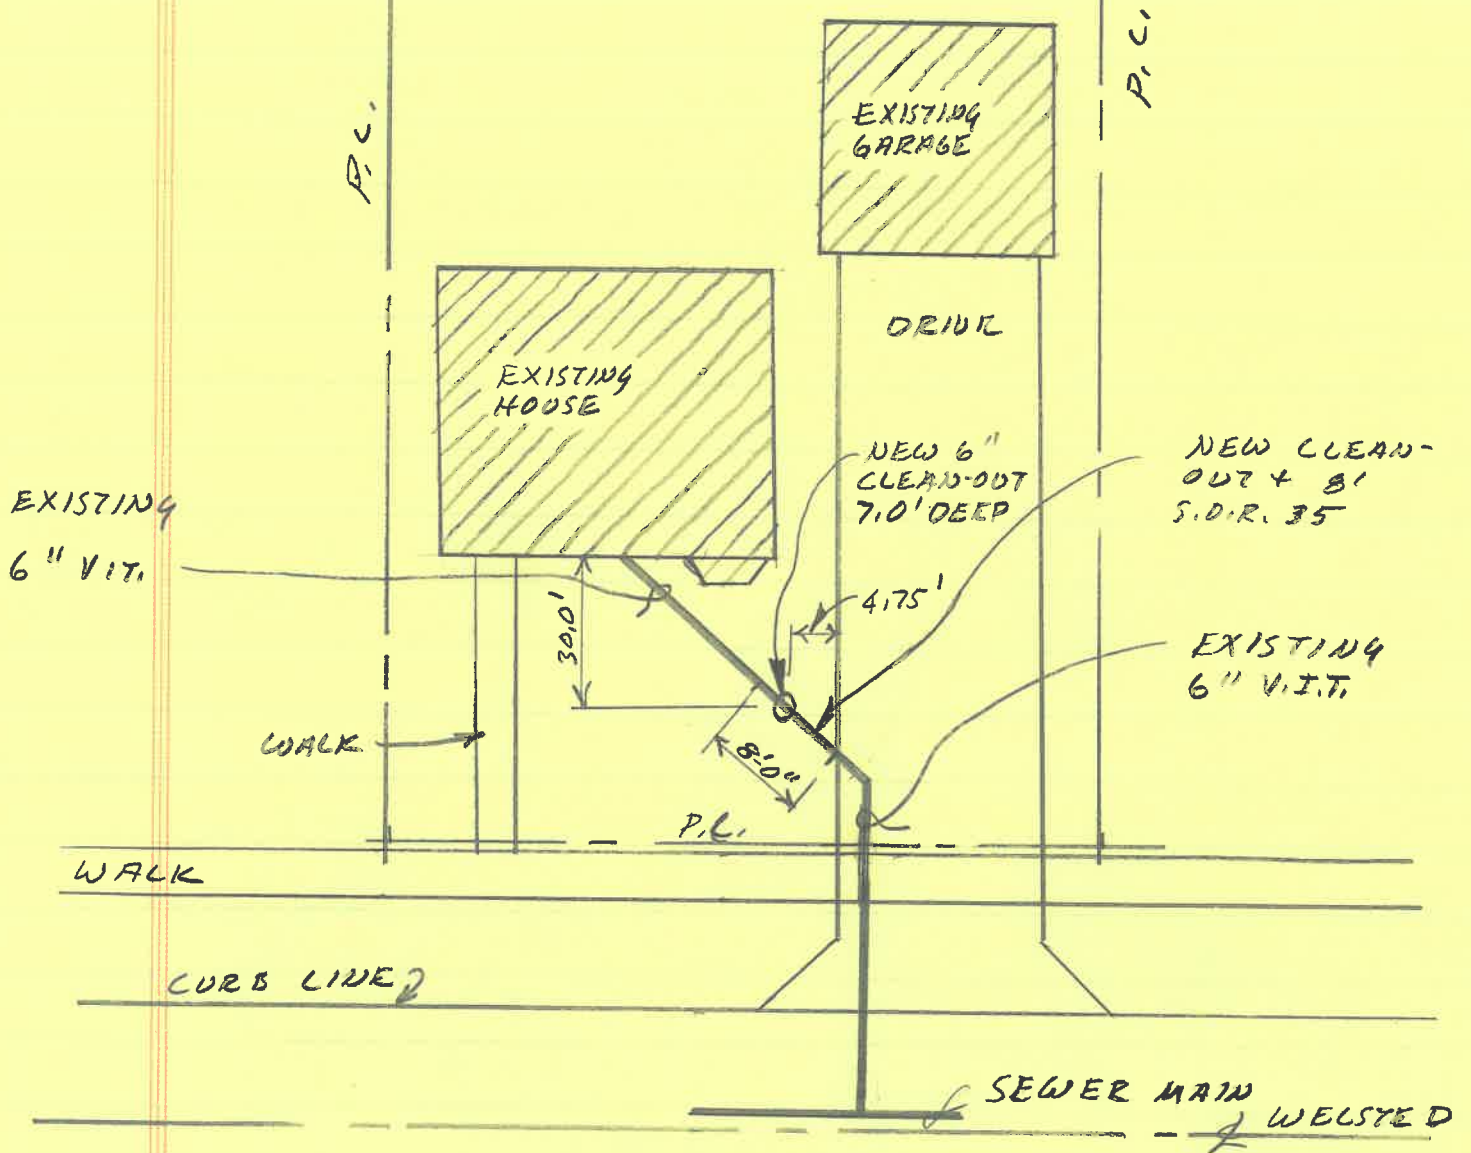 P.L.
P.L.
EXISTING
GARAGE
DRIVE
EXISTING
HOUSE
NEW 6"
CLEAN-OUT
7.0' DEEP
NEW CLEAN-
OUT + 8'
S.D.R. 35
EXISTING
6" V.I.T.
30.0'
4.75'
EXISTING
6" V.I.T.
WALK
8'-0"
P.L.
WALK
CURB LINE
SEWER MAIN
WELSTED